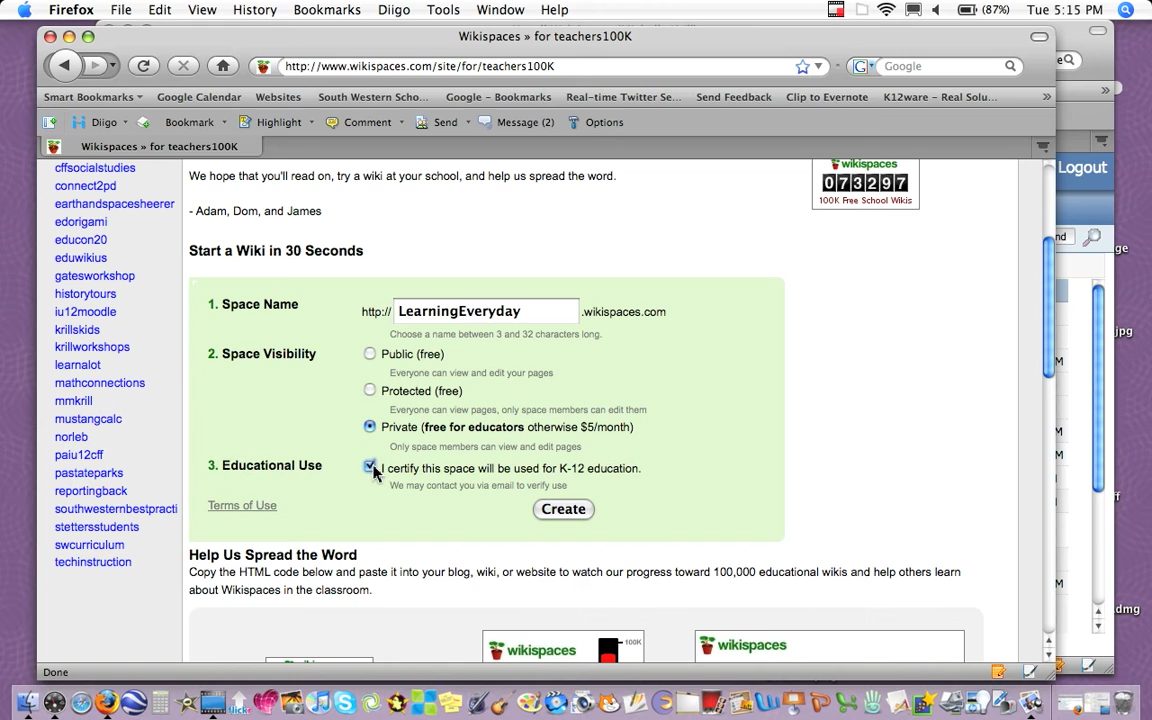 Firefox File Edit View History Bookmarks Diigo Tools Window Help (87%) Tue 5:15 PM
Wikispaces » for teachers100K
http://www.wikispaces.com/site/for/teachers100K
Google
Smart Bookmarks Google Calendar Websites South Western Scho... Google – Bookmarks Real-time Twitter Se... Send Feedback Clip to Evernote K12ware – Real Solu... »
Diigo Bookmark Highlight Comment Send Message (2) Options
Wikispaces » for teachers100K
cffsocialstudies
connect2pd
earthandspacesheerer
edorigami
educon20
eduwikius
gatesworkshop
historytours
iu12moodle
krillskids
krillworkshops
learnalot
mathconnections
mmkrill
mustangcalc
norleb
paiu12cff
pastateparks
reportingback
southwesternbestpracti
stettersstudents
swcurriculum
techinstruction
We hope that you'll read on, try a wiki at your school, and help us spread the word.
- Adam, Dom, and James
wikispaces
073297
100K Free School Wikis
Start a Wiki in 30 Seconds
1. Space Name
http:// LearningEveryday .wikispaces.com
Choose a name between 3 and 32 characters long.
2. Space Visibility
Public (free)
Everyone can view and edit your pages
Protected (free)
Everyone can view pages, only space members can edit them
Private (free for educators otherwise $5/month)
Only space members can view and edit pages
3. Educational Use
I certify this space will be used for K-12 education.
We may contact you via email to verify use
Terms of Use
Create
Help Us Spread the Word
Copy the HTML code below and paste it into your blog, wiki, or website to watch our progress toward 100,000 educational wikis and help others learn
about Wikispaces in the classroom.
wikispaces
100K
wikispaces
Done
Logout
nd
ge
jpg
ff
.dmg